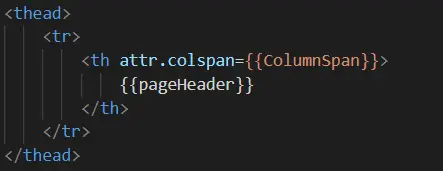 <thead>
<tr>
<th attr.colspan={{ColumnSpan}}>
{{pageHeader}}
</th>
</tr>
</thead>